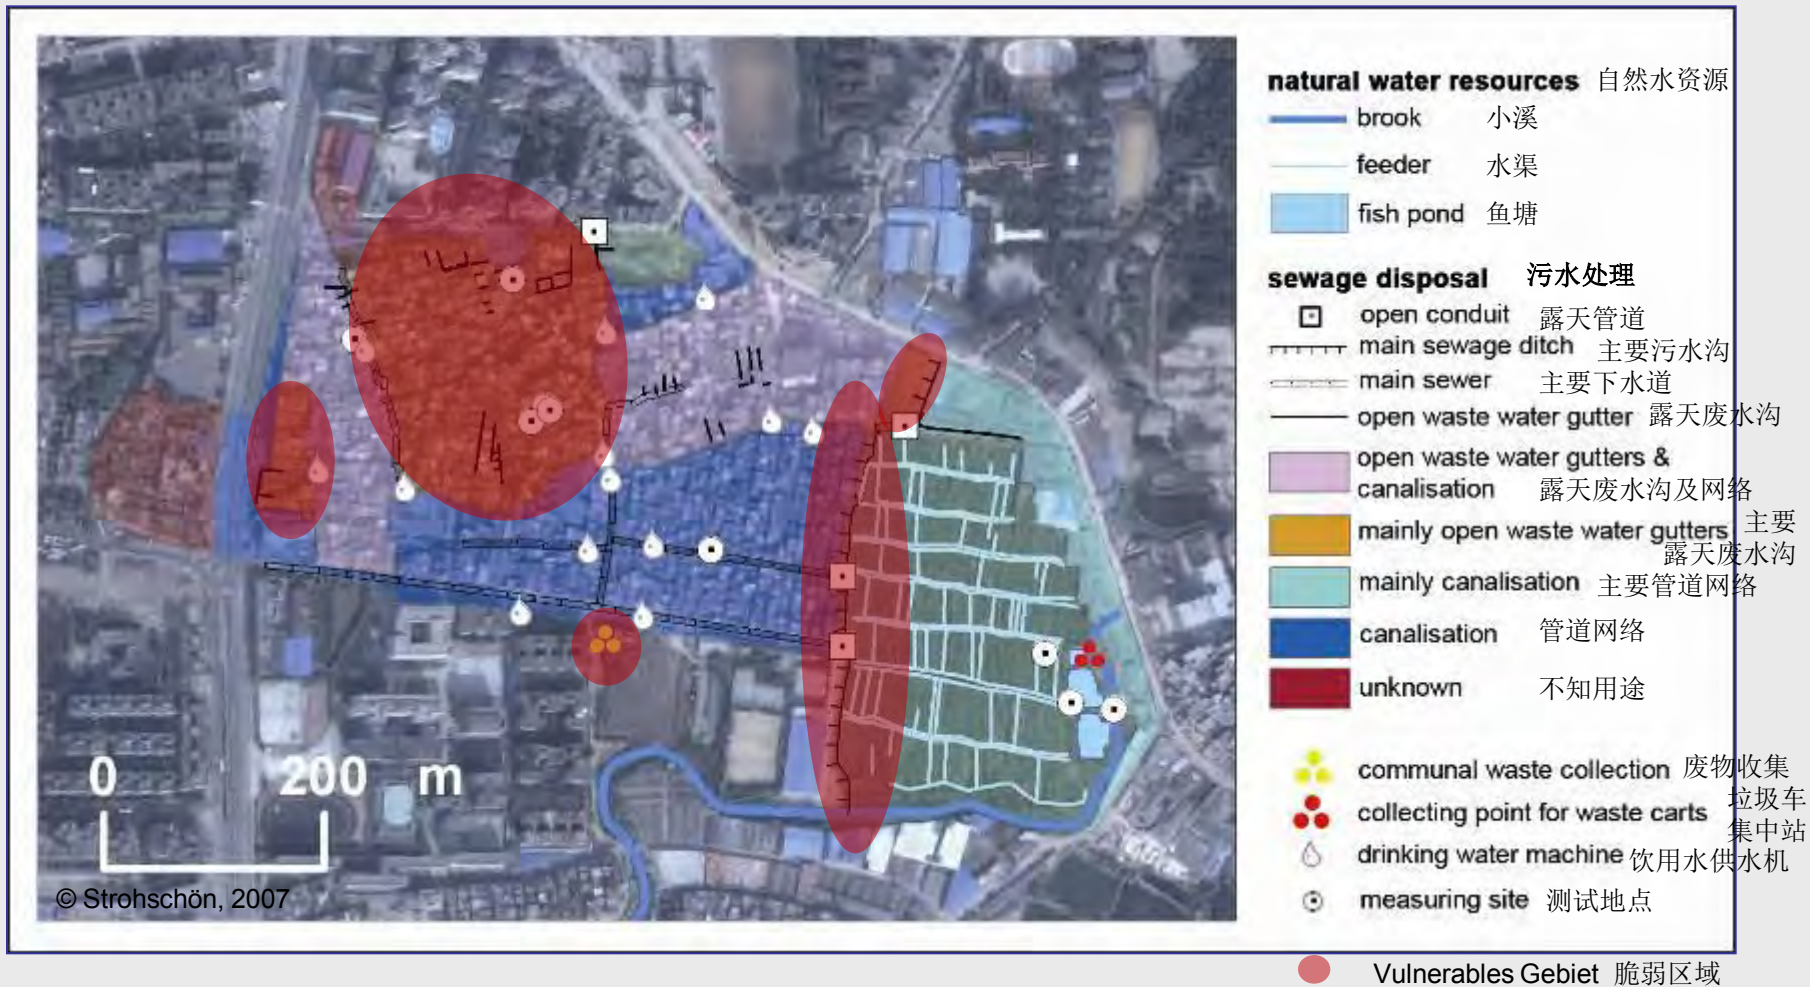 natural water resources 自然水资源
brook 小溪
feeder 水渠
fish pond 鱼塘
sewage disposal 污水处理
open conduit 露天管道
main sewage ditch 主要污水沟
main sewer 主要下水道
open waste water gutter 露天废水沟
open waste water gutters &
canalisation 露天废水沟及网络
mainly open waste water gutters 主要
露天废水沟
mainly canalisation 主要管道网络
canalisation 管道网络
unknown 不知用途
communal waste collection 废物收集
collecting point for waste carts 垃圾车
集中站
drinking water machine 饮用水供水机
measuring site 测试地点
0 200 m
© Strohschön, 2007
Vulnerables Gebiet 脆弱区域